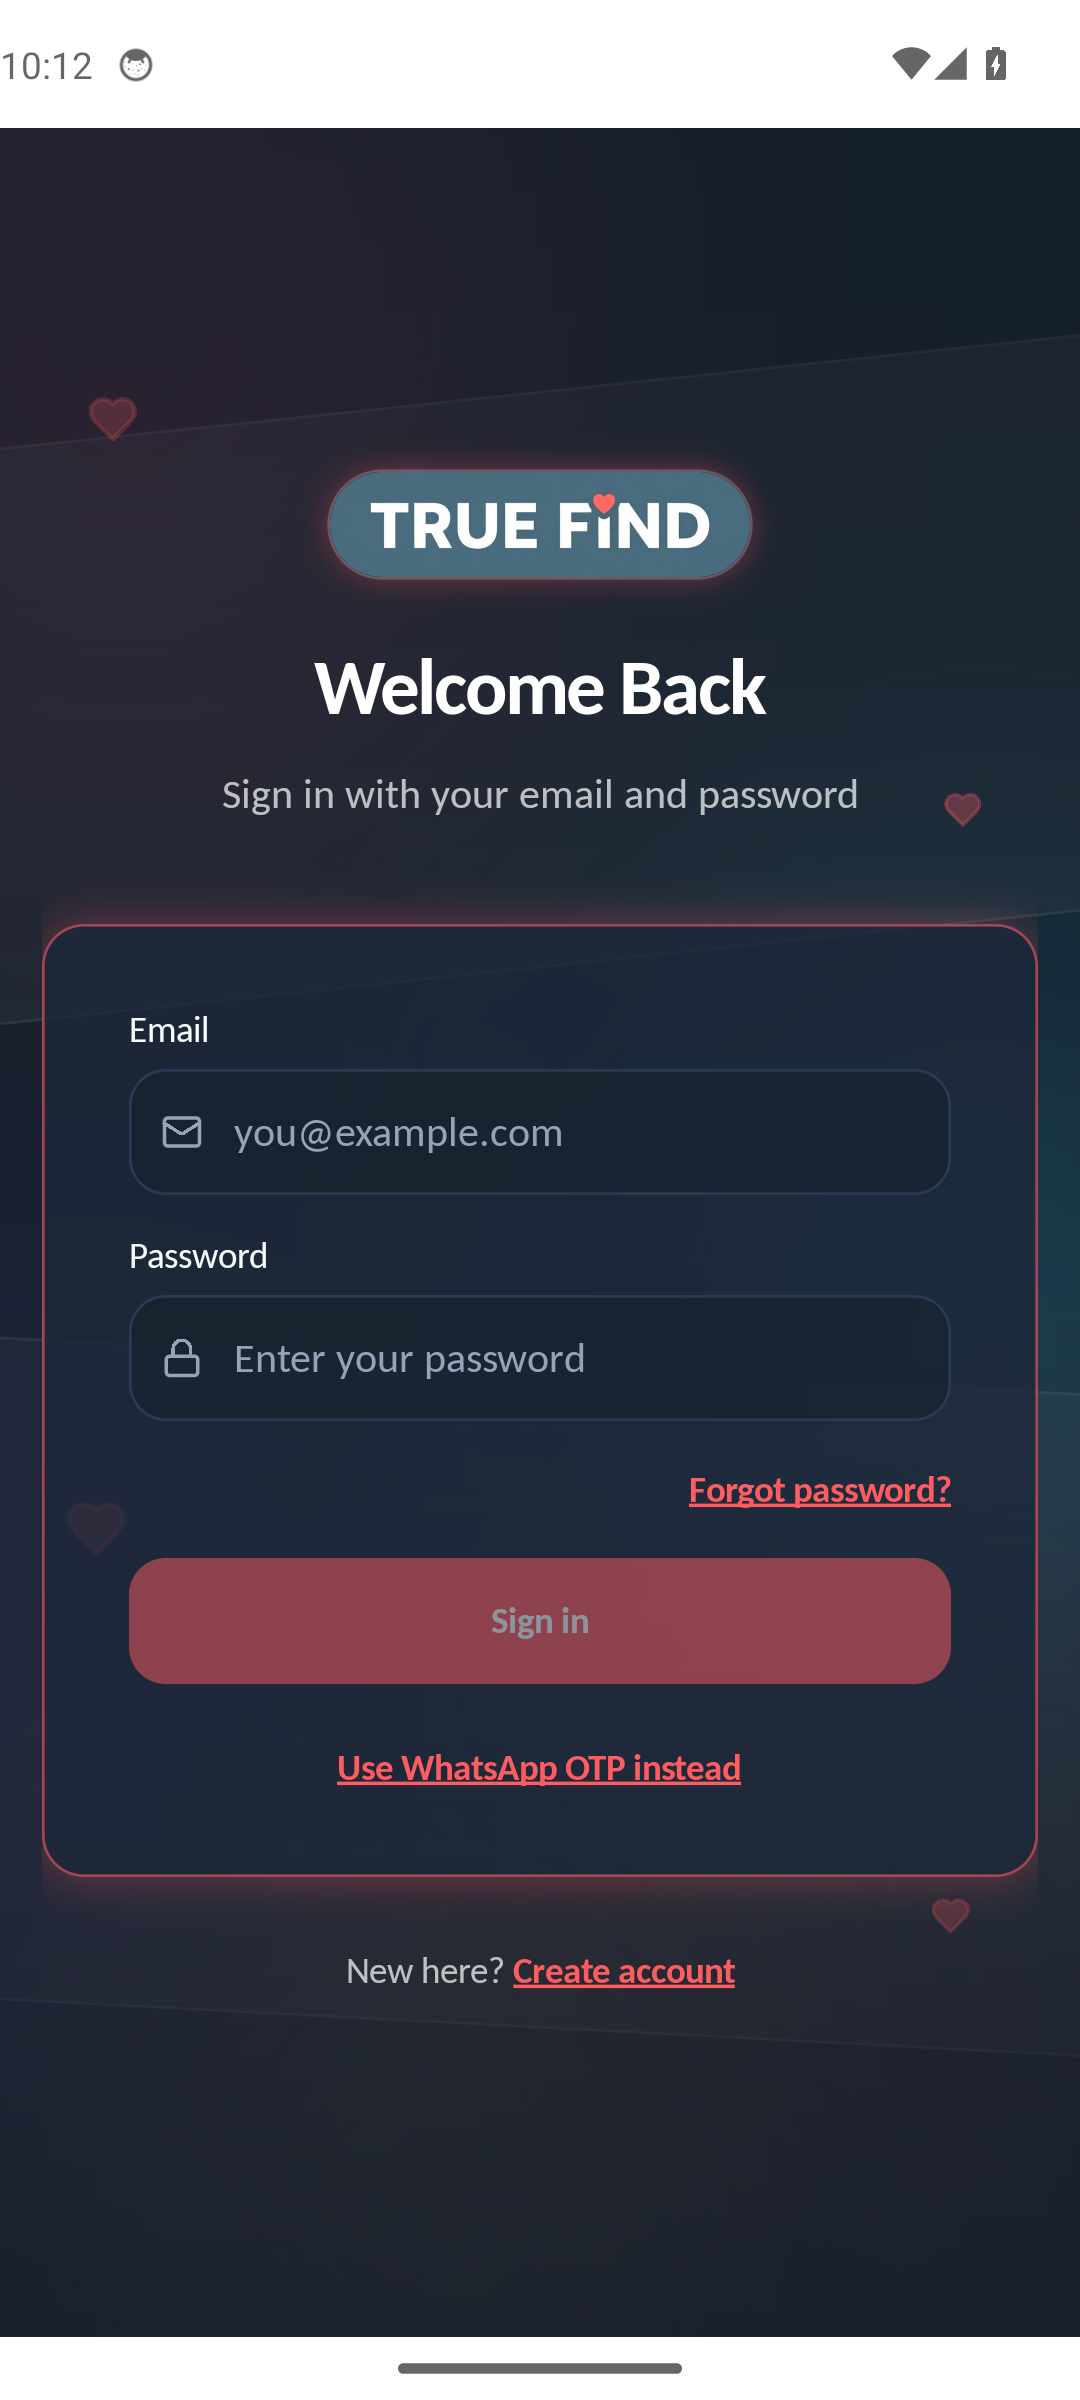 10:12
TRUE FiND
Welcome Back
Sign in with your email and password
Email
you@example.com
Password
Enter your password
Forgot password?
Sign in
Use WhatsApp OTP instead
New here? Create account